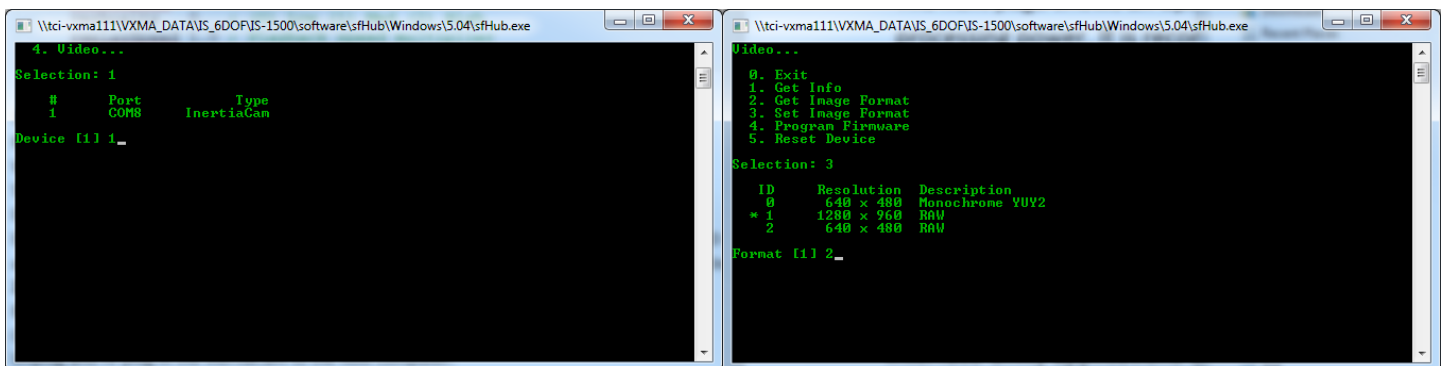 \\tci-vxma111\VXMA_DATA\IS_6DOF\IS-1500\software\sfHub\Windows\5.04\sfHub.exe
4. Video...
Selection: 1
# Port Type
1 COM8 InertiaCam
Device [1] 1_
\\tci-vxma111\VXMA_DATA\IS_6DOF\IS-1500\software\sfHub\Windows\5.04\sfHub.exe
Video...
0. Exit
1. Get Info
2. Get Image Format
3. Set Image Format
4. Program Firmware
5. Reset Device
Selection: 3
ID Resolution Description
0 640 x 480 Monochrome YUY2
* 1 1280 x 960 RAW
2 640 x 480 RAW
Format [1] 2_